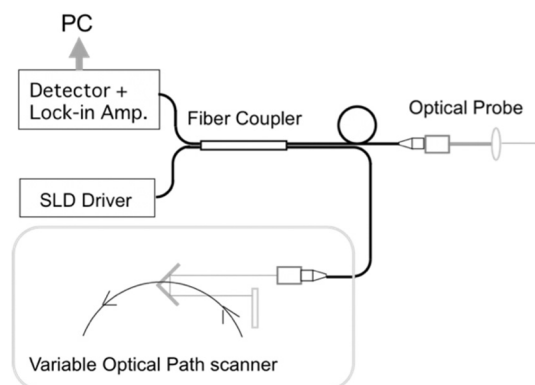 PC
Detector +
Lock-in Amp.
Fiber Coupler
Optical Probe
SLD Driver
Variable Optical Path scanner